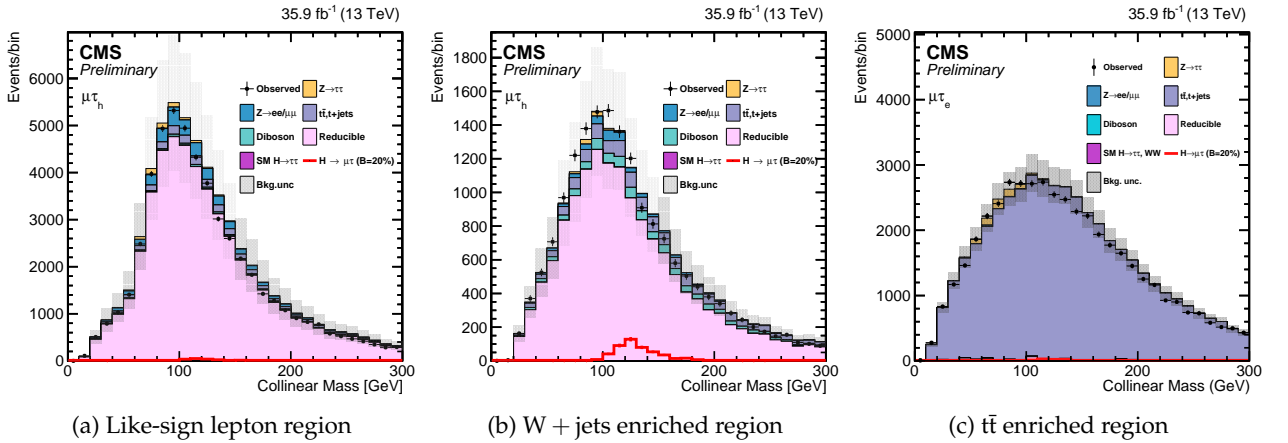 35.9 fb⁻¹ (13 TeV)
CMS
Preliminary
μτh
Observed
Z→ττ
Z→ee/μμ
tt̄,t+jets
Diboson
Reducible
SM H→ττ
H → μτ (B=20%)
Bkg.unc
Events/bin
6000
5000
4000
3000
2000
1000
0
0 100 200 300
Collinear Mass [GeV]
(a) Like-sign lepton region
35.9 fb⁻¹ (13 TeV)
CMS
Preliminary
μτh
Observed
Z→ττ
Z→ee/μμ
tt̄,t+jets
Diboson
Reducible
SM H→ττ
H → μτ (B=20%)
Bkg.unc
Events/bin
1800
1600
1400
1200
1000
800
600
400
200
0
0 100 200 300
Collinear Mass [GeV]
(b) W + jets enriched region
35.9 fb⁻¹ (13 TeV)
CMS
Preliminary
μτe
Observed
Z→ττ
Z→ee/μμ
tt̄,t+jets
Diboson
Reducible
SM H→ττ, WW
H→μτ (B=20%)
Bkg. unc.
Events/bin
5000
4000
3000
2000
1000
0
0 100 200 300
Collinear Mass (GeV)
(c) tt̄ enriched region